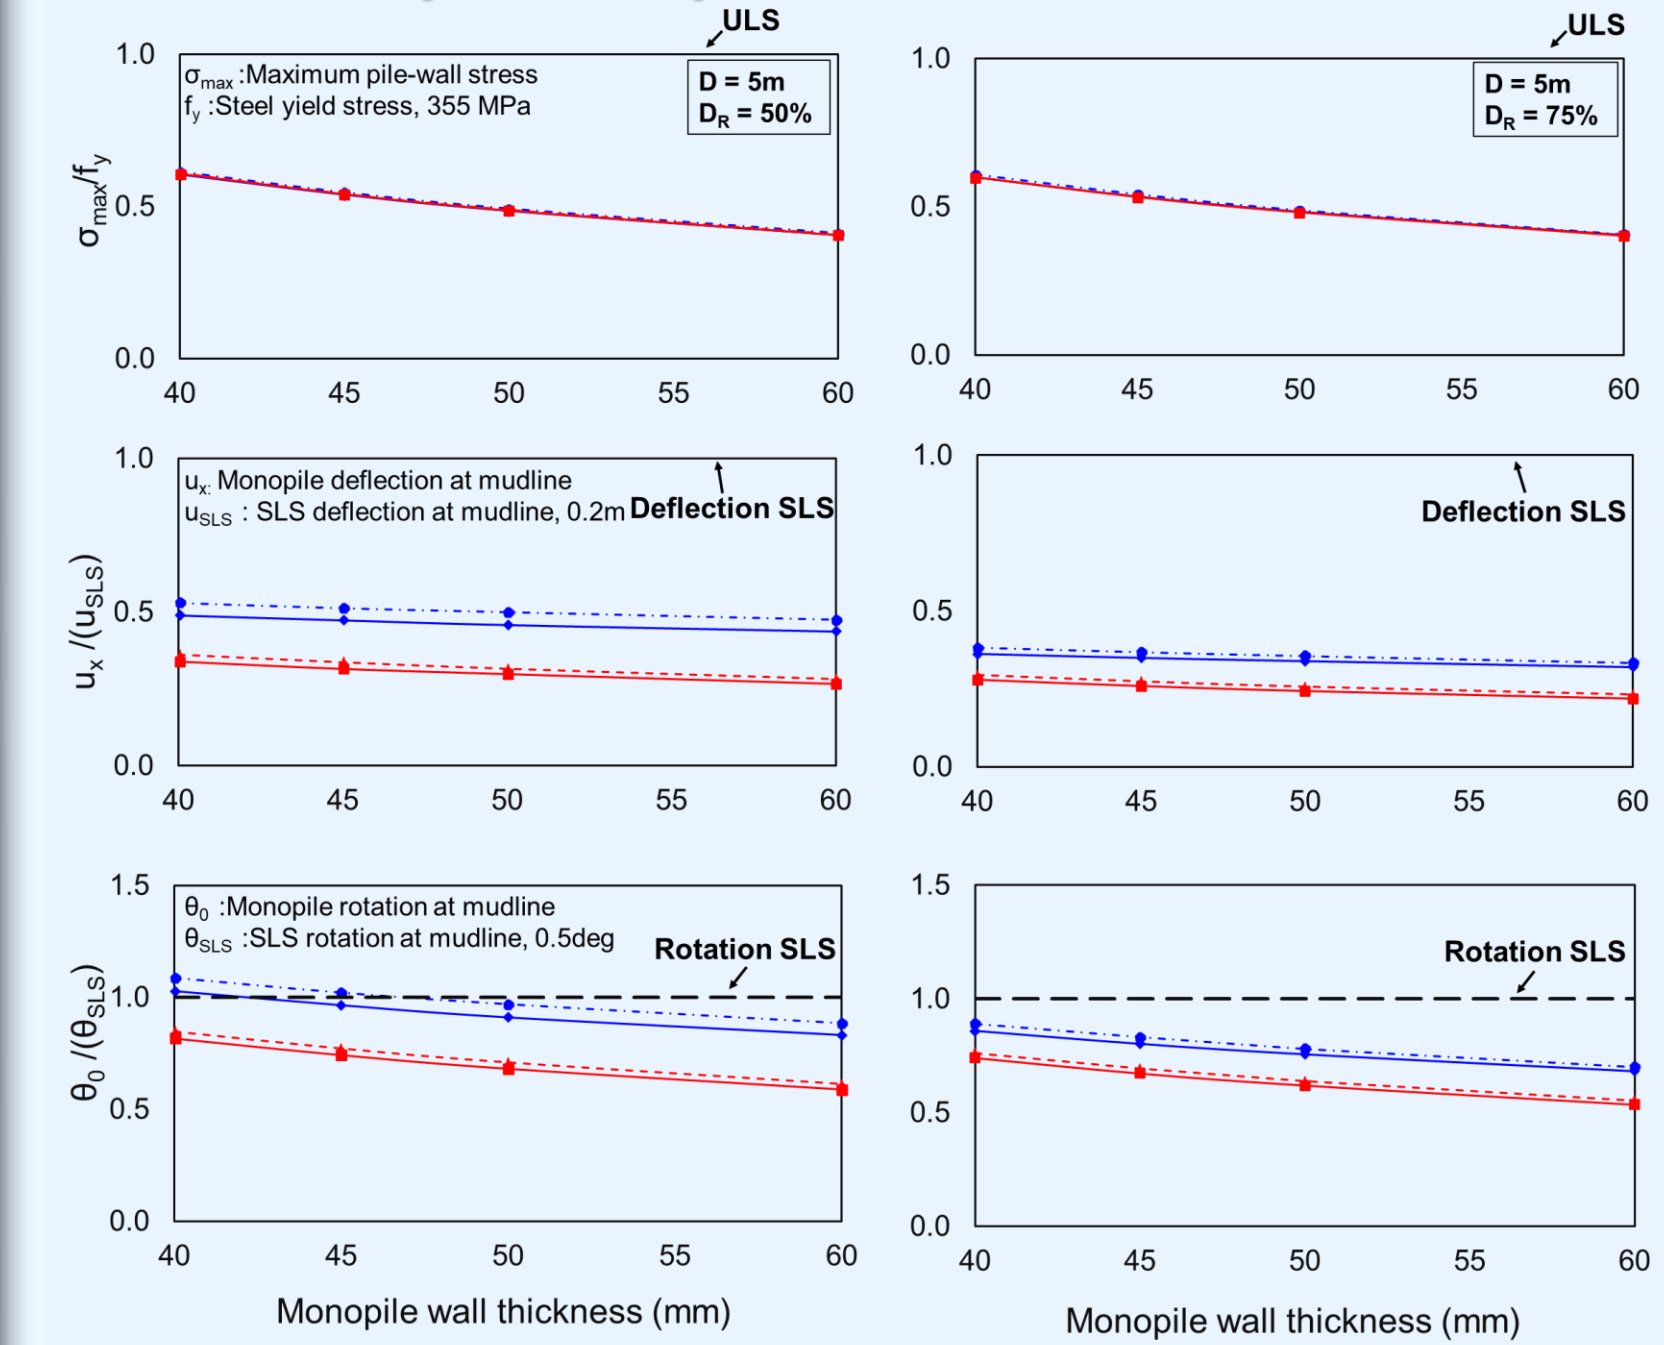 ULS
1.0
σmax :Maximum pile-wall stress
fy :Steel yield stress, 355 MPa
D = 5m
DR = 50%
σmax/fy
0.5
0.0
40 45 50 55 60
ULS
1.0
D = 5m
DR = 75%
0.5
0.0
40 45 50 55 60
1.0
ux: Monopile deflection at mudline
uSLS : SLS deflection at mudline, 0.2m
Deflection SLS
ux /(uSLS)
0.5
0.0
40 45 50 55 60
1.0
Deflection SLS
0.5
0.0
40 45 50 55 60
1.5
θ0 :Monopile rotation at mudline
θSLS :SLS rotation at mudline, 0.5deg
Rotation SLS
θ0 /(θSLS)
1.0
0.5
0.0
40 45 50 55 60
Monopile wall thickness (mm)
1.5
Rotation SLS
1.0
0.5
0.0
40 45 50 55 60
Monopile wall thickness (mm)